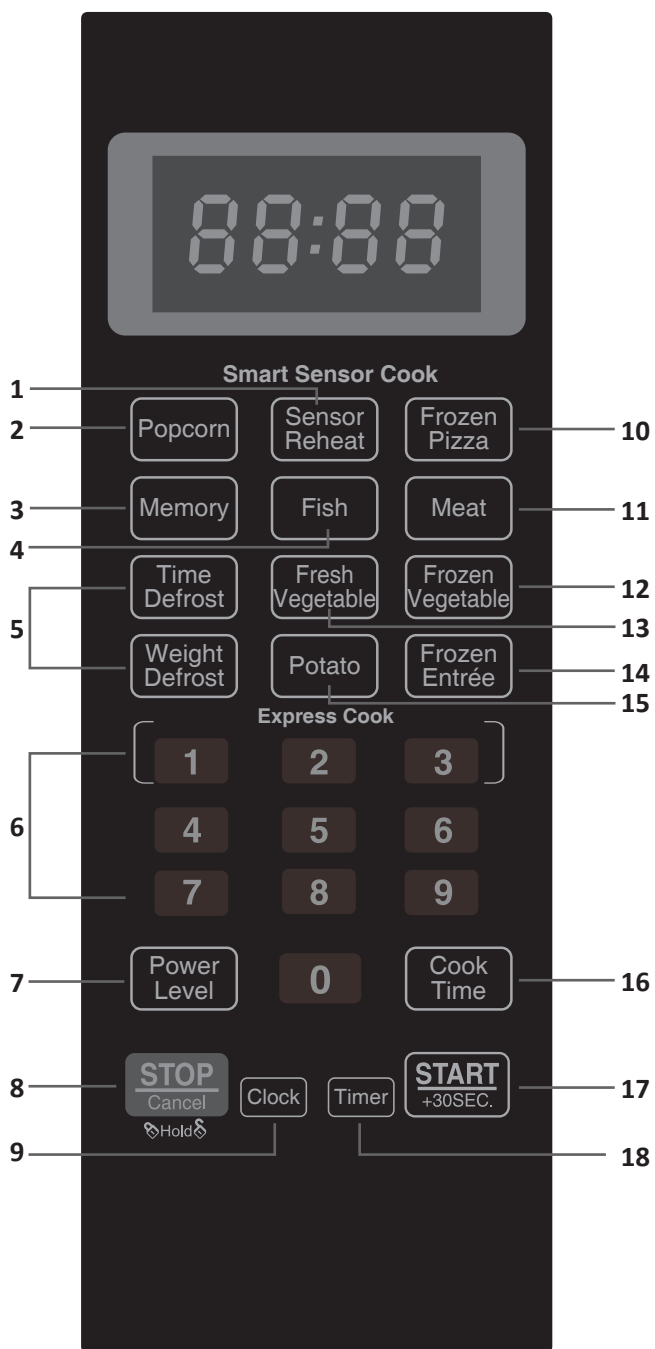 88:88
Smart Sensor Cook
1
2
Popcorn
Sensor
Reheat
Frozen
Pizza
10
3
Memory
Fish
Meat
11
4
5
Time
Defrost
Fresh
Vegetable
Frozen
Vegetable
12
13
Weight
Defrost
Potato
Frozen
Entrée
14
15
Express Cook
6
1 2 3
4 5 6
7 8 9
7
Power
Level
0
Cook
Time
16
8
STOP
Cancel
Hold
Clock
Timer
START
+30SEC.
17
9
18